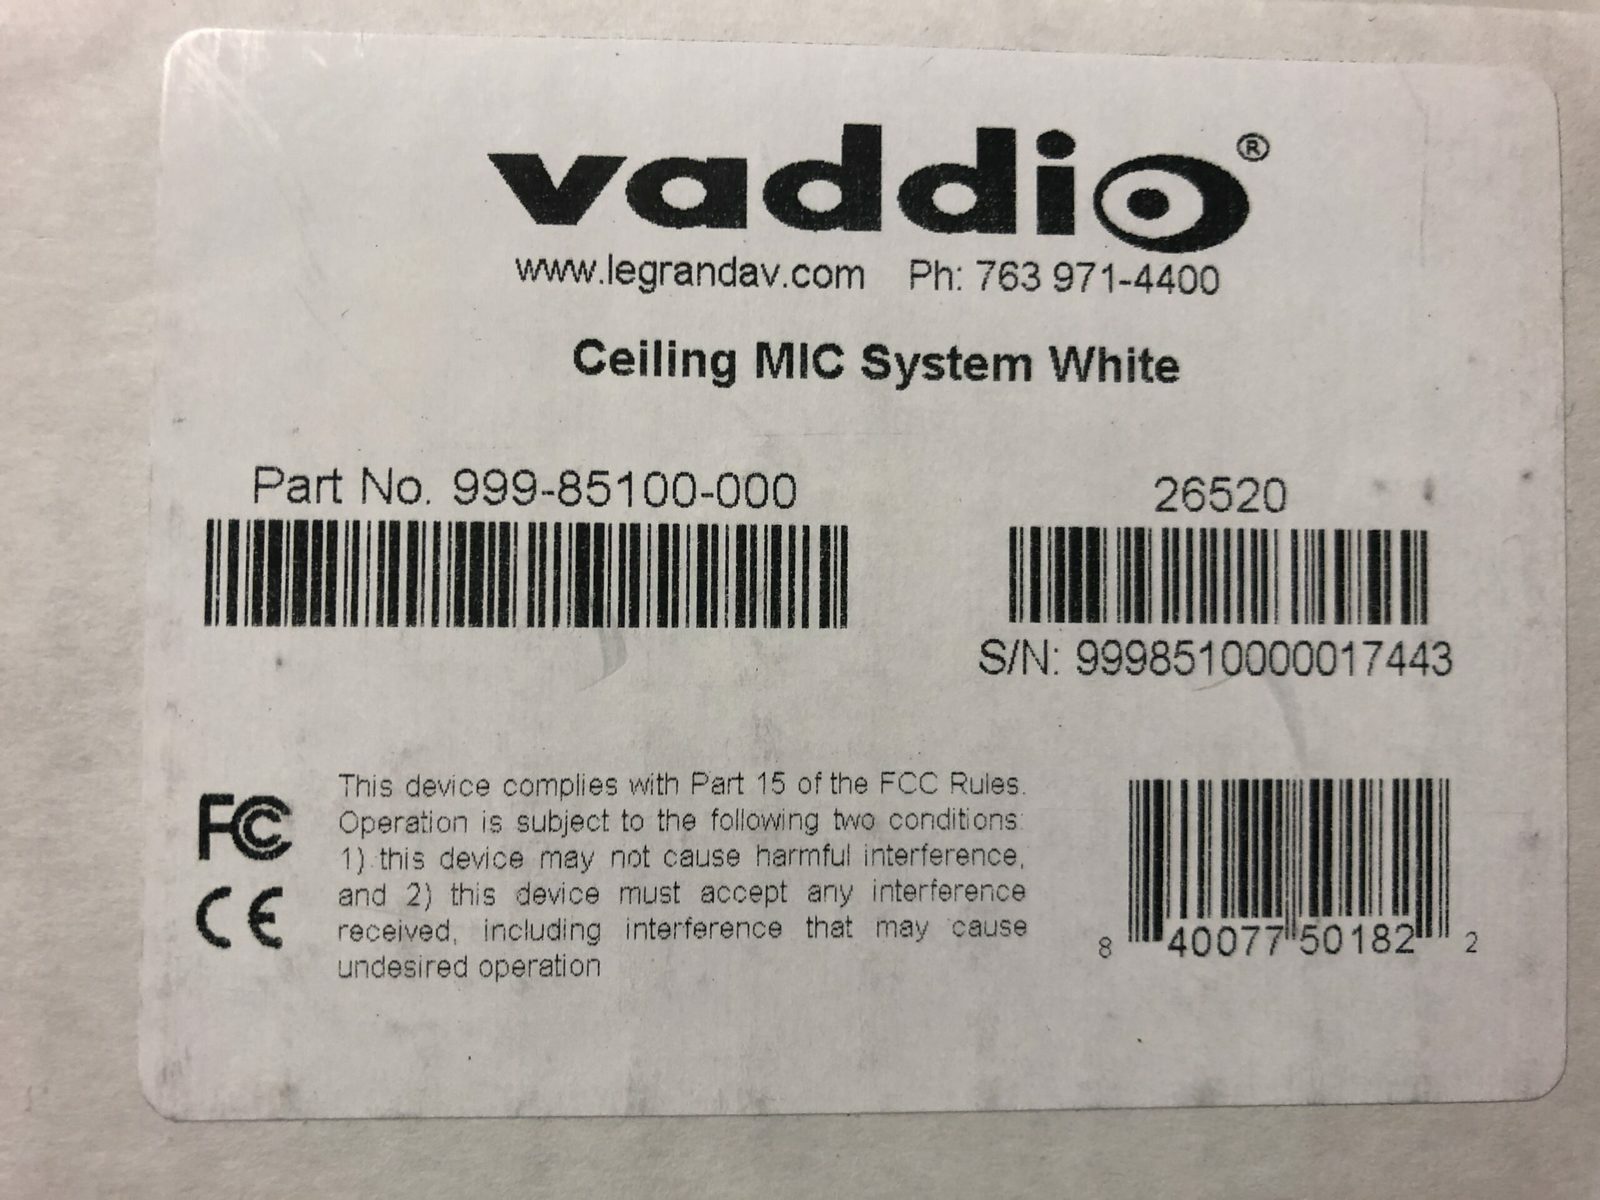 vaddio®
www.legrandav.com Ph: 763 971-4400
Ceiling MIC System White
Part No. 999-85100-000
26520
S/N: 9998510000017443
FC
CE
This device complies with Part 15 of the FCC Rules.
Operation is subject to the following two conditions:
1) this device may not cause harmful interference,
and 2) this device must accept any interference
received, including interference that may cause
undesired operation
8 40077 50182 2